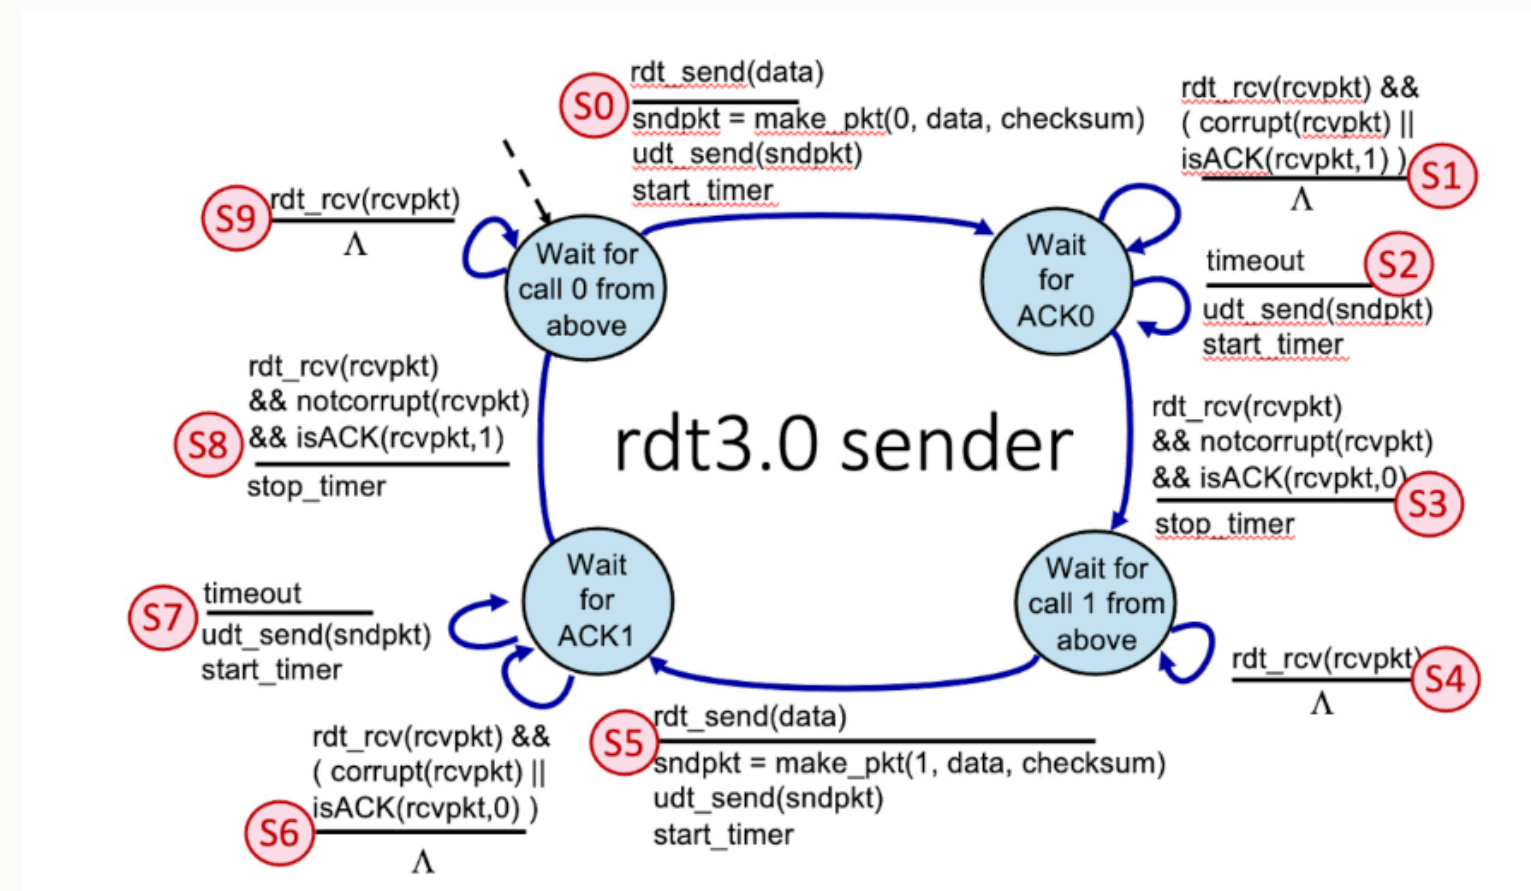 S0
rdt_send(data)
sndpkt = make_pkt(0, data, checksum)
udt_send(sndpkt)
start_timer
rdt_rcv(rcvpkt) &&
( corrupt(rcvpkt) ||
isACK(rcvpkt,1) )
S1
Λ
S9
rdt_rcv(rcvpkt)
Λ
Wait for
call 0 from
above
Wait
for
ACK0
timeout
S2
udt_send(sndpkt)
start_timer
rdt_rcv(rcvpkt)
&& notcorrupt(rcvpkt)
&& isACK(rcvpkt,1)
S8
stop_timer
rdt3.0 sender
rdt_rcv(rcvpkt)
&& notcorrupt(rcvpkt)
&& isACK(rcvpkt,0)
S3
stop_timer
S7
timeout
udt_send(sndpkt)
start_timer
Wait
for
ACK1
Wait for
call 1 from
above
rdt_rcv(rcvpkt)
S4
Λ
rdt_rcv(rcvpkt) &&
( corrupt(rcvpkt) ||
isACK(rcvpkt,0) )
S6
Λ
S5
rdt_send(data)
sndpkt = make_pkt(1, data, checksum)
udt_send(sndpkt)
start_timer